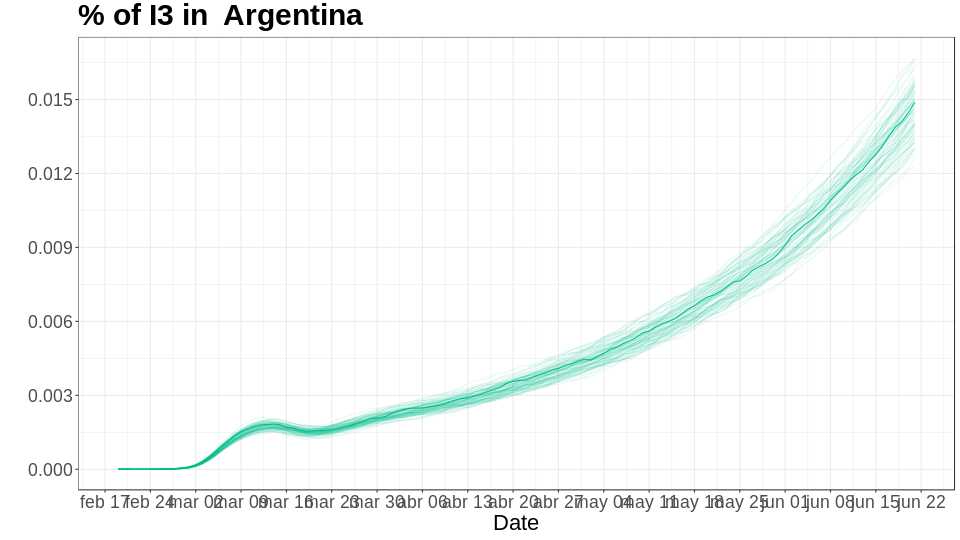 % of I3 in  Argentina
0.015
0.012
0.009
0.006
0.003
0.000
feb 17 feb 24 mar 02 mar 09 mar 16 mar 23 mar 30 abr 06 abr 13 abr 20 abr 27 may 04 may 11 may 18 may 25 jun 01 jun 08 jun 15 jun 22
Date